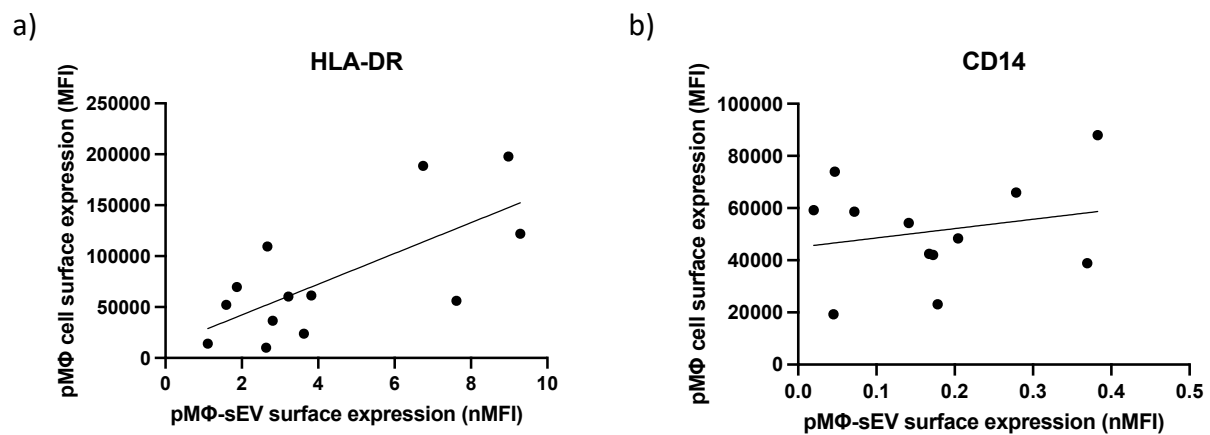 a)
HLA-DR
pMΦ cell surface expression (MFI)
250000
200000
150000
100000
50000
0
0 2 4 6 8 10
pMΦ-sEV surface expression (nMFI)
b)
CD14
pMΦ cell surface expression (MFI)
100000
80000
60000
40000
20000
0
0.0 0.1 0.2 0.3 0.4 0.5
pMΦ-sEV surface expression (nMFI)